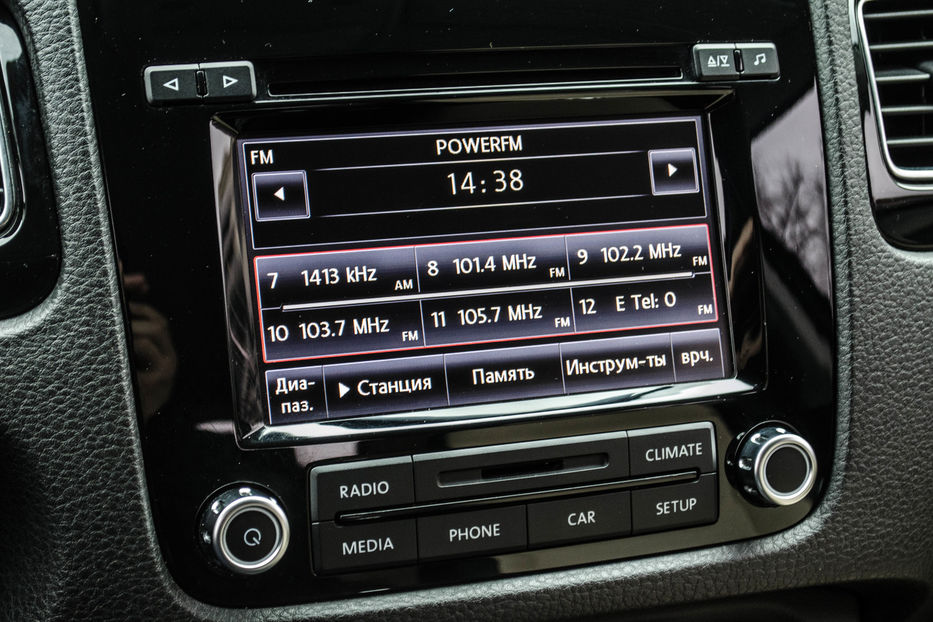 FM
POWERFM
14:38
7 1413 kHz AM
8 101.4 MHz FM
9 102.2 MHz FM
10 103.7 MHz FM
11 105.7 MHz FM
12 E Tel: 0 FM
Диа-
паз.
Станция
Память
Инструм-ты
врч.
RADIO
CLIMATE
MEDIA
PHONE
CAR
SETUP